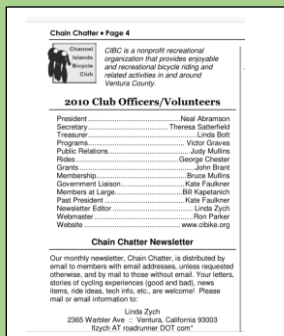 Chain Chatter • Page 4
Channel
Islands
Bicycle
Club
CIBC is a nonprofit recreational
organization that provides enjoyable
and recreational bicycle riding and
related activities in and around
Ventura County.
2010 Club Officers/Volunteers
President ..... Neal Abramson
Secretary ..... Theresa Satterfield
Treasurer ..... Linda Bott
Programs ..... Victor Graves
Public Relations ..... Judy Mullins
Rides ..... George Chester
Grants ..... John Brant
Membership ..... Bruce Mullins
Government Liaison ..... Kate Faulkner
Members at Large ..... Bill Kapetanich
Past President ..... Kate Faulkner
Newsletter Editor ..... Linda Zych
Webmaster ..... Ron Parker
Website ..... www.cibike.org
Chain Chatter Newsletter
Our monthly newsletter, Chain Chatter, is distributed by
email to members with email addresses, unless requested
otherwise, and by mail to those without email. Your letters,
stories of cycling experiences (good and bad), news
items, ride ideas, tech info, etc., are welcome! Please
mail or email information to:
Linda Zych
2365 Warbler Ave :: Ventura, California 93003
flzych AT roadrunner DOT com*